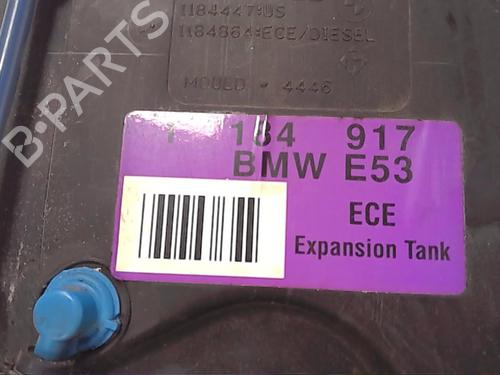 1184447:US
1184864:ECE/DIESEL
MOULD - 4446
1 184 917
BMW E53
ECE
Expansion Tank
B-PARTS